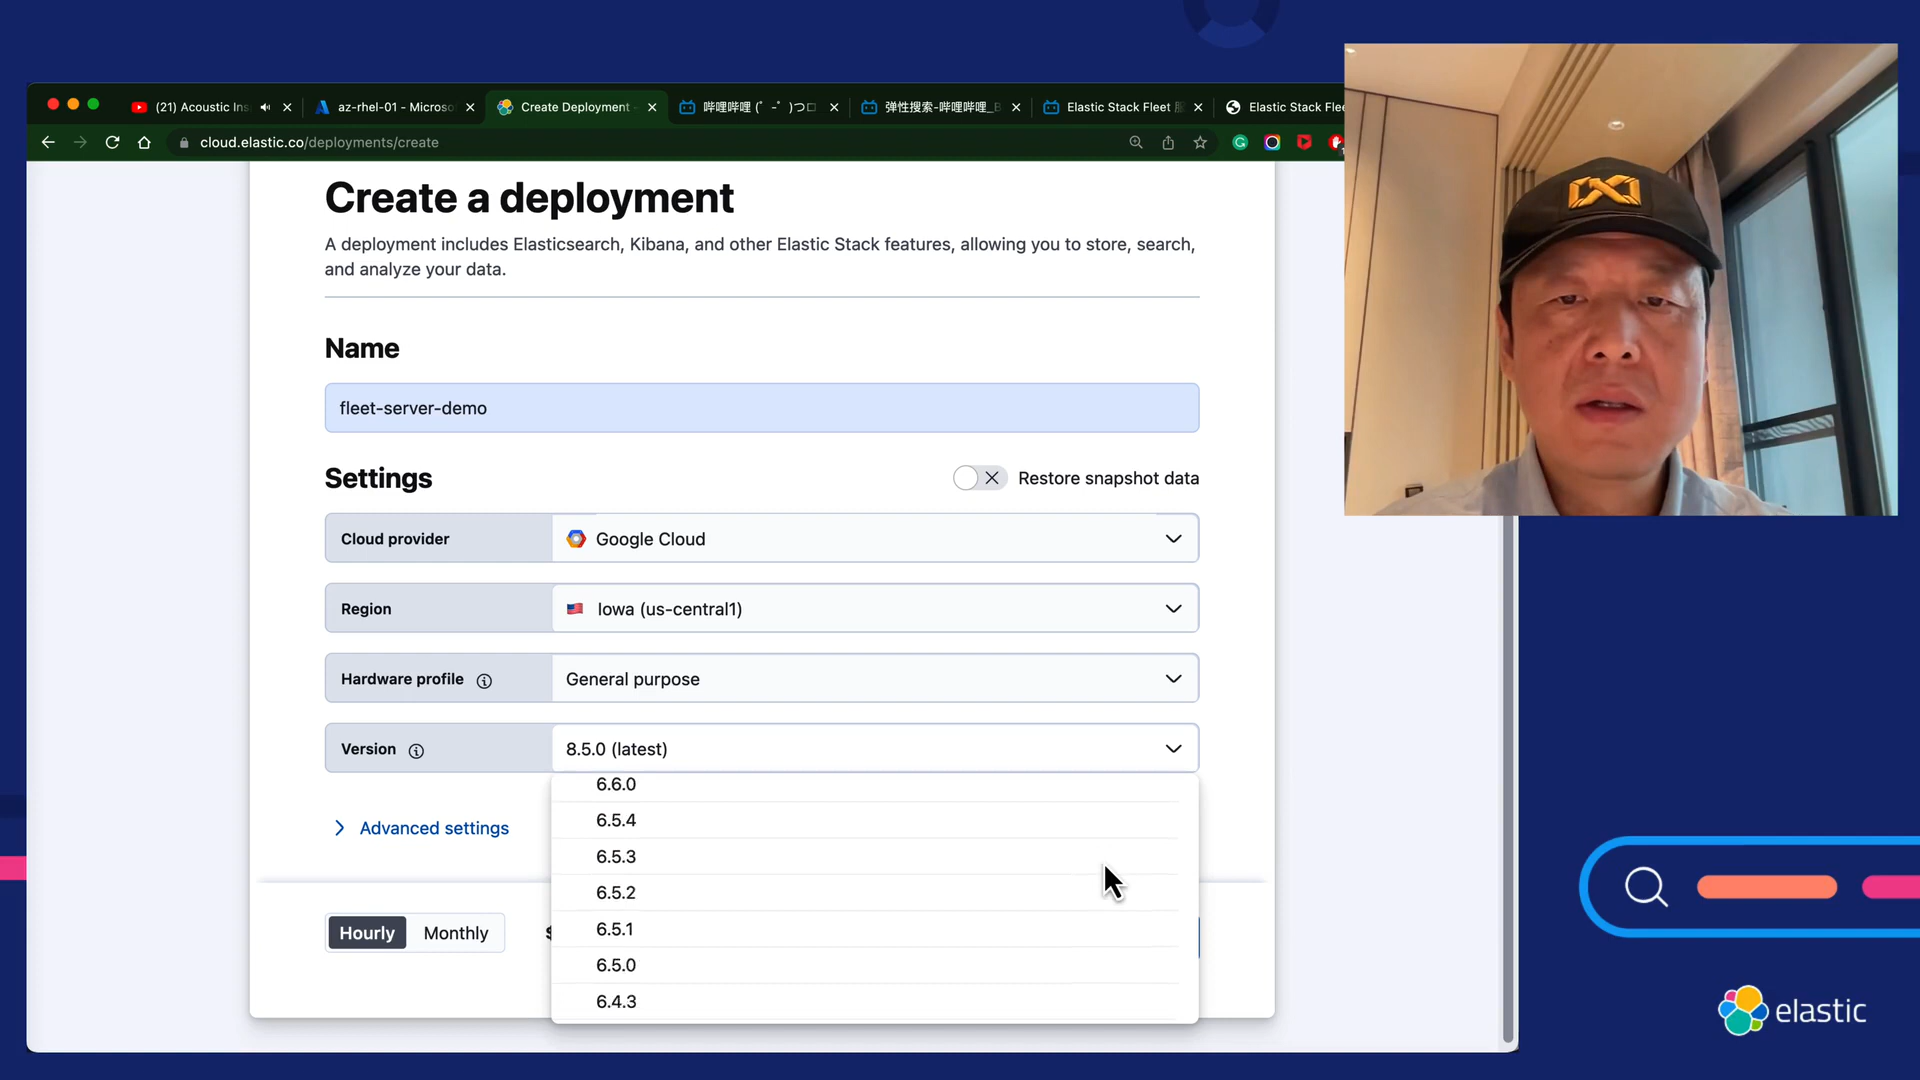 (21) Acoustic Ins
az-rhel-01 - Microso
Create Deployment -
哔哩哔哩 (゜-゜)つロ
弹性搜索-哔哩哔哩_B
Elastic Stack Fleet 服
Elastic Stack Flee
cloud.elastic.co/deployments/create
Create a deployment
A deployment includes Elasticsearch, Kibana, and other Elastic Stack features, allowing you to store, search,
and analyze your data.
Name
fleet-server-demo
Settings
Restore snapshot data
Cloud provider
Google Cloud
Region
Iowa (us-central1)
Hardware profile
General purpose
Version
8.5.0 (latest)
6.6.0
6.5.4
6.5.3
6.5.2
6.5.1
6.5.0
6.4.3
Advanced settings
Hourly
Monthly
$
elastic